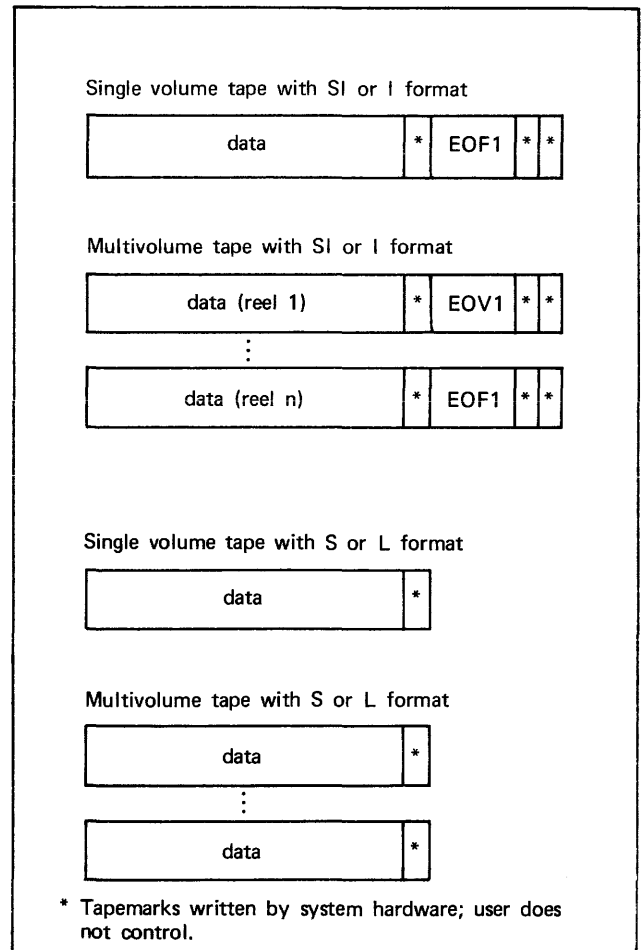 Single volume tape with SI or I format
data * EOF1 * *
Multivolume tape with SI or I format
data (reel 1) * EOV1 * *
⋮
data (reel n) * EOF1 * *
Single volume tape with S or L format
data *
Multivolume tape with S or L format
data *
⋮
data *
* Tapemarks written by system hardware; user does
not control.